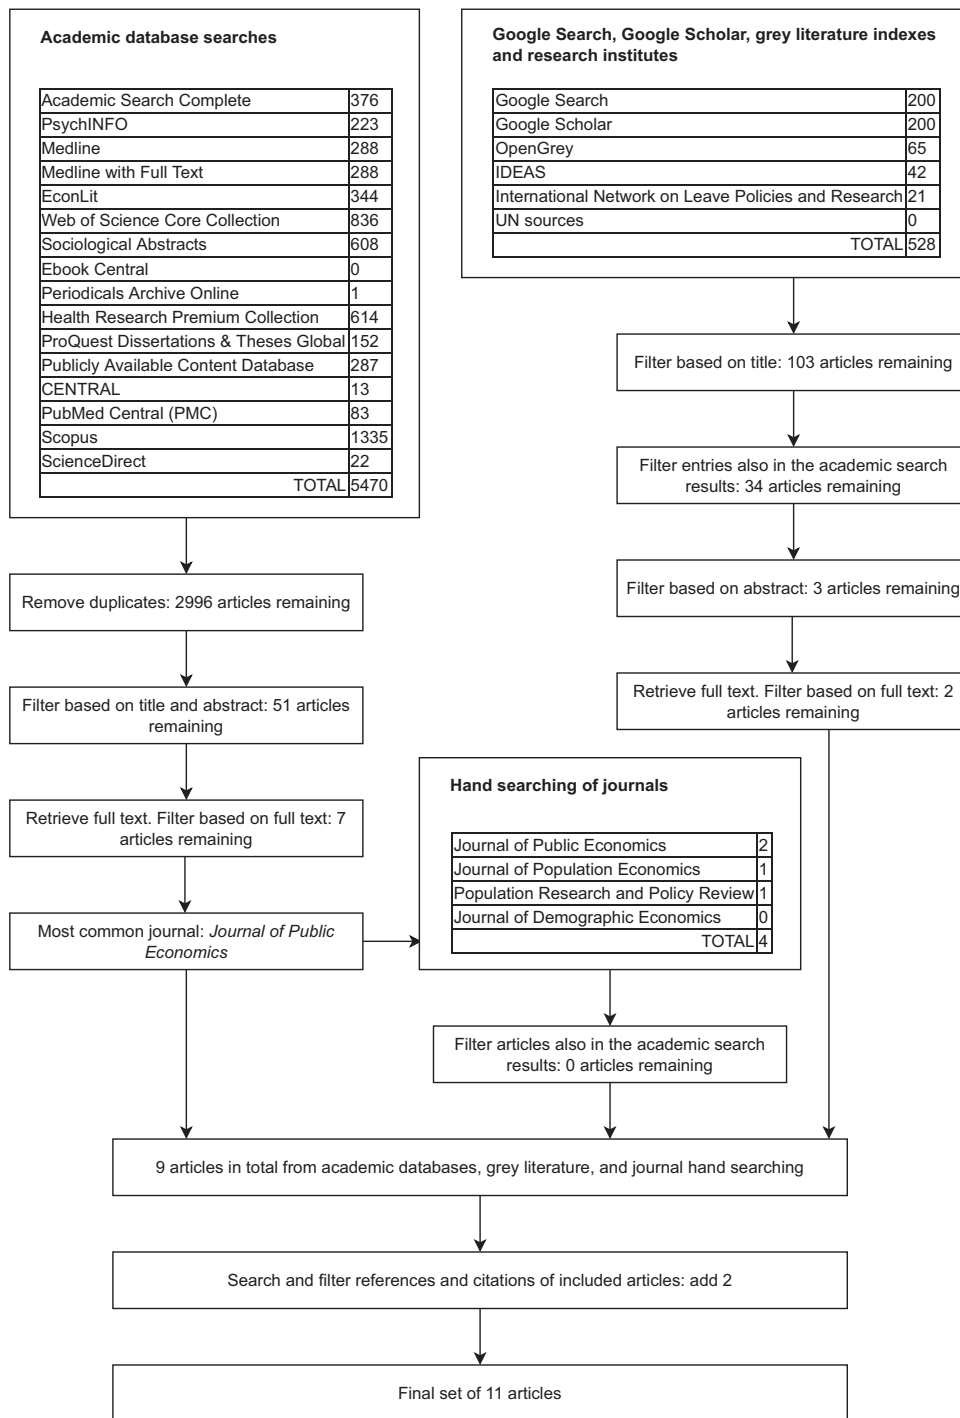 Academic database searches
Academic Search Complete 376
PsychINFO 223
Medline 288
Medline with Full Text 288
EconLit 344
Web of Science Core Collection 836
Sociological Abstracts 608
Ebook Central 0
Periodicals Archive Online 1
Health Research Premium Collection 614
ProQuest Dissertations & Theses Global 152
Publicly Available Content Database 287
CENTRAL 13
PubMed Central (PMC) 83
Scopus 1335
ScienceDirect 22
TOTAL 5470
Google Search, Google Scholar, grey literature indexes
and research institutes
Google Search 200
Google Scholar 200
OpenGrey 65
IDEAS 42
International Network on Leave Policies and Research 21
UN sources 0
TOTAL 528
Filter based on title: 103 articles remaining
Filter entries also in the academic search
results: 34 articles remaining
Filter based on abstract: 3 articles remaining
Retrieve full text. Filter based on full text: 2
articles remaining
Remove duplicates: 2996 articles remaining
Filter based on title and abstract: 51 articles
remaining
Retrieve full text. Filter based on full text: 7
articles remaining
Most common journal: Journal of Public
Economics
Hand searching of journals
Journal of Public Economics 2
Journal of Population Economics 1
Population Research and Policy Review 1
Journal of Demographic Economics 0
TOTAL 4
Filter articles also in the academic search
results: 0 articles remaining
9 articles in total from academic databases, grey literature, and journal hand searching
Search and filter references and citations of included articles: add 2
Final set of 11 articles